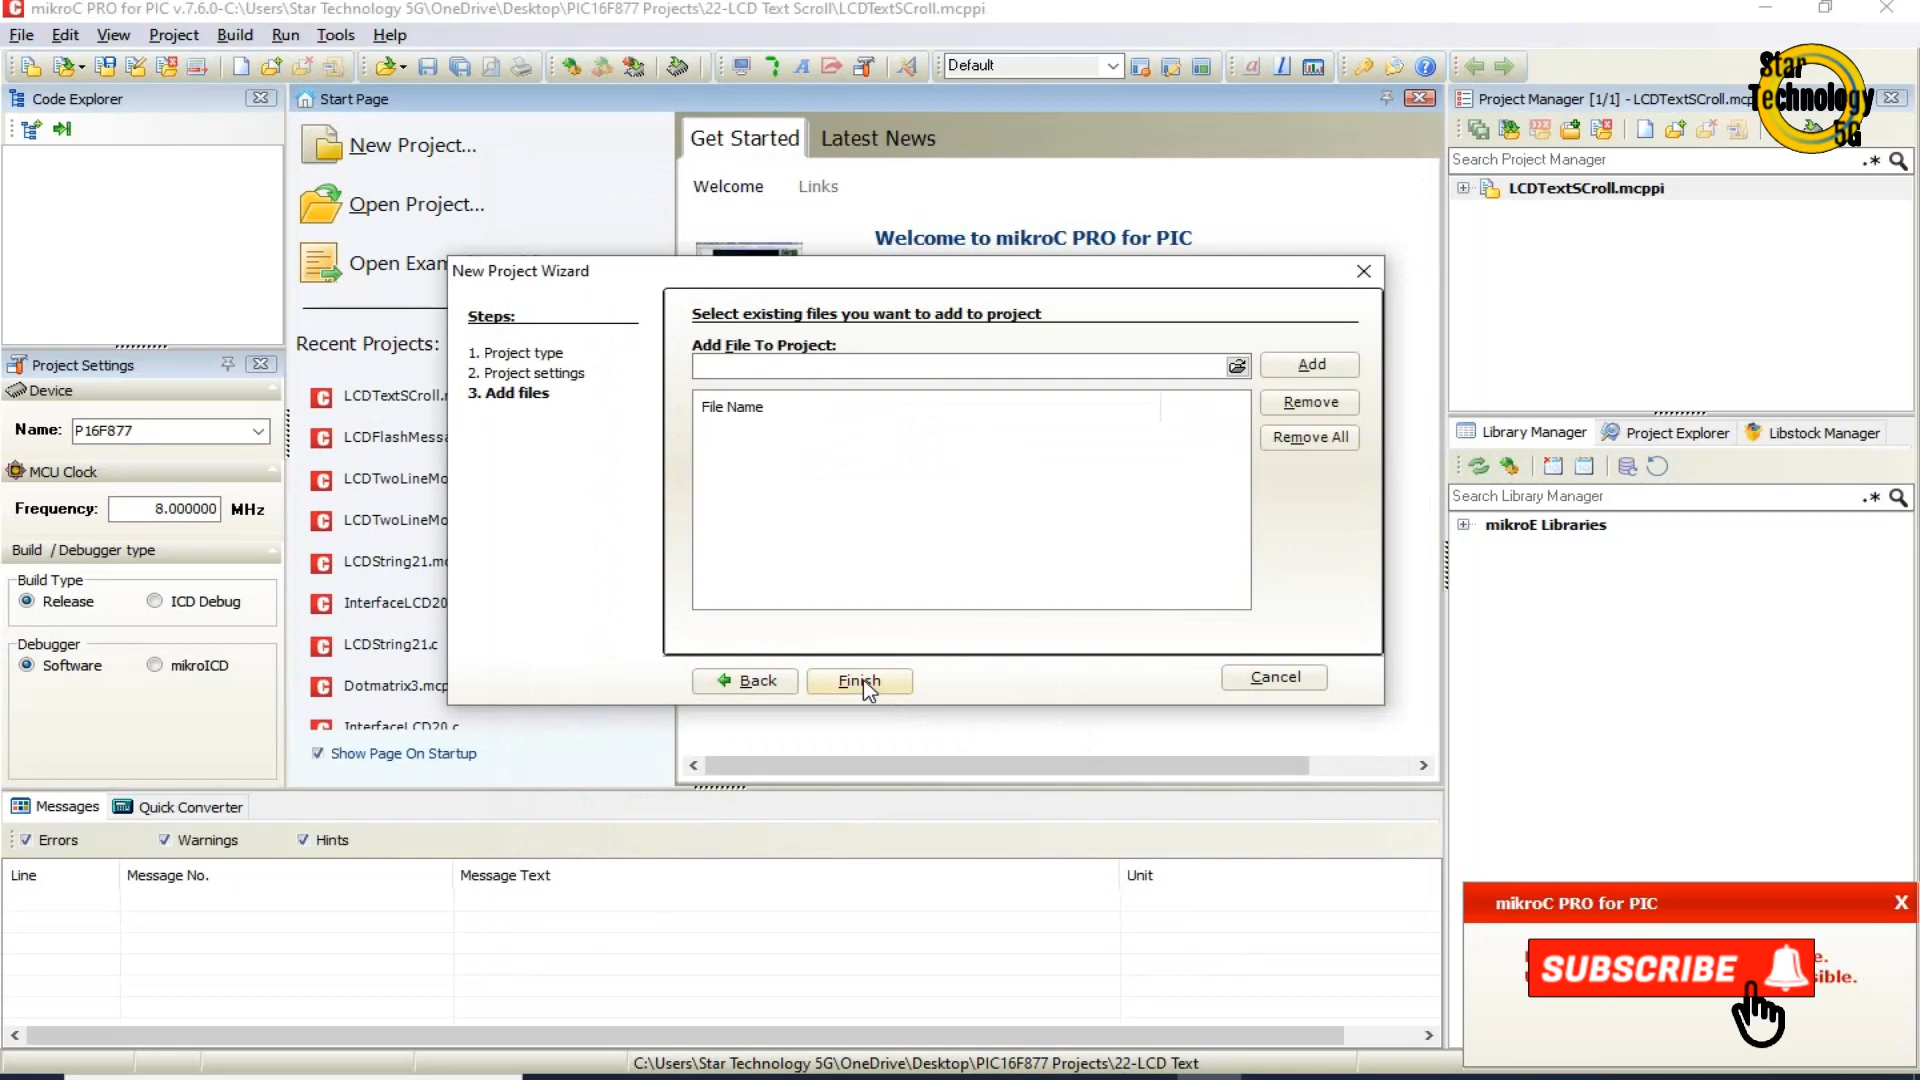 mikroC PRO for PIC v.7.6.0-C:\Users\Star Technology 5G\OneDrive\Desktop\PIC16F877 Projects\22-LCD Text Scroll\LCDTextSCroll.mcppi
File Edit View Project Build Run Tools Help
Default
Star Technology 5G
Code Explorer
Start Page
Project Manager [1/1] - LCDTextSCroll.mcp
New Project...
Open Project...
Open Exam
Get Started Latest News
Welcome Links
Welcome to mikroC PRO for PIC
Search Project Manager
LCDTextSCroll.mcppi
New Project Wizard
Steps:
1. Project type
2. Project settings
3. Add files
Select existing files you want to add to project
Add File To Project:
Add
File Name
Remove
Remove All
Back
Finish
Cancel
Recent Projects:
LCDTextSCroll.
LCDFlashMessa
LCDTwoLineMo
LCDTwoLineMo
LCDString21.mc
InterfaceLCD20
LCDString21.c
Dotmatrix3.mcp
InterfaceLCD20.c
Show Page On Startup
Project Settings
Device
Name: P16F877
MCU Clock
Frequency: 8.000000 MHz
Build / Debugger type
Build Type
Release ICD Debug
Debugger
Software mikroICD
Library Manager Project Explorer Libstock Manager
Search Library Manager
mikroE Libraries
Messages Quick Converter
Errors Warnings Hints
Line Message No. Message Text Unit
mikroC PRO for PIC X
SUBSCRIBE
e.
ible.
C:\Users\Star Technology 5G\OneDrive\Desktop\PIC16F877 Projects\22-LCD Text